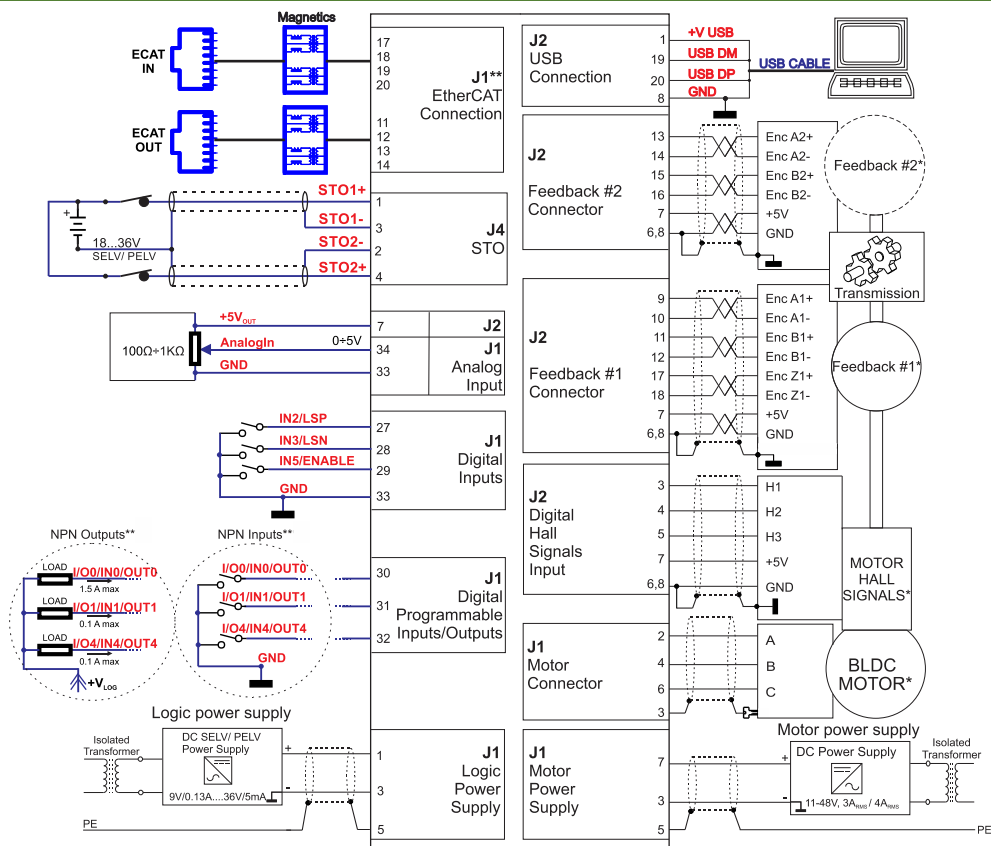 Magnetics
ECAT
IN
17
18
19
20
J1**
EtherCAT
Connection
ECAT
OUT
11
12
13
14
STO1+
1
STO1-
3
STO2-
2
STO2+
4
J4
STO
+
18...36V
SELV/ PELV
+5VOUT
7
J2
100Ω÷1KΩ
AnalogIn
0÷5V
34
J1
Analog
Input
GND
33
IN2/LSP
27
IN3/LSN
28
IN5/ENABLE
29
GND
33
J1
Digital
Inputs
NPN Outputs**
LOAD
I/O0/IN0/OUT0
1.5 A max
LOAD
I/O1/IN1/OUT1
0.1 A max
LOAD
I/O4/IN4/OUT4
0.1 A max
+VLOG
NPN Inputs**
I/O0/IN0/OUT0
I/O1/IN1/OUT1
I/O4/IN4/OUT4
GND
30
31
32
J1
Digital
Programmable
Inputs/Outputs
Logic power supply
Isolated
Transformer
DC SELV/ PELV
Power Supply
9V/0.13A....36V/5mA
+
-
PE
1
3
5
J1
Logic
Power
Supply
J2
USB
Connection
1
19
20
8
+V USB
USB DM
USB DP
GND
USB CABLE
J2
Feedback #2
Connector
13
14
15
16
7
6,8
Enc A2+
Enc A2-
Enc B2+
Enc B2-
+5V
GND
Feedback #2*
Transmission
J2
Feedback #1
Connector
9
10
11
12
17
18
7
6,8
Enc A1+
Enc A1-
Enc B1+
Enc B1-
Enc Z1+
Enc Z1-
+5V
GND
Feedback #1*
J2
Digital
Hall
Signals
Input
3
4
5
7
6,8
H1
H2
H3
+5V
GND
MOTOR
HALL
SIGNALS*
J1
Motor
Connector
2
4
6
3
A
B
C
BLDC
MOTOR*
Motor power supply
J1
Motor
Power
Supply
7
3
5
+
-
DC Power Supply
11-48V, 3ARMS / 4ARMS
Isolated
Transformer
PE